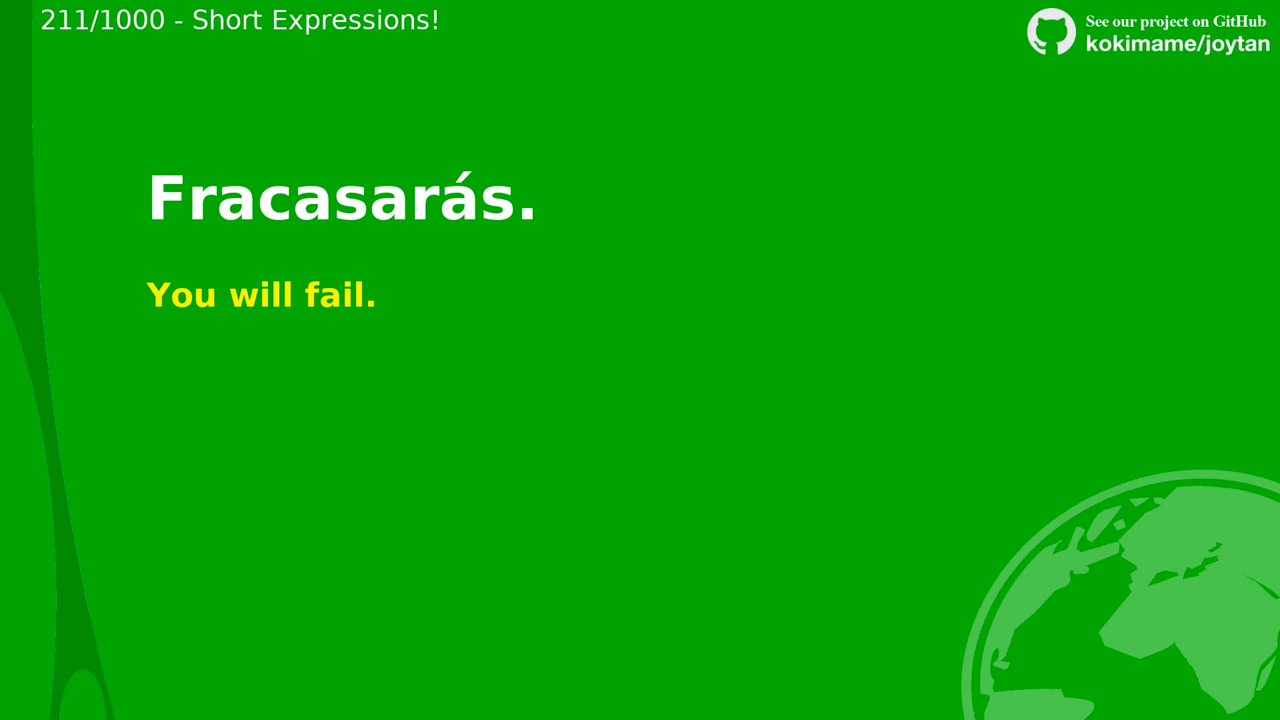 211/1000 - Short Expressions!
See our project on GitHub
kokimame/joytan
Fracasarás.
You will fail.